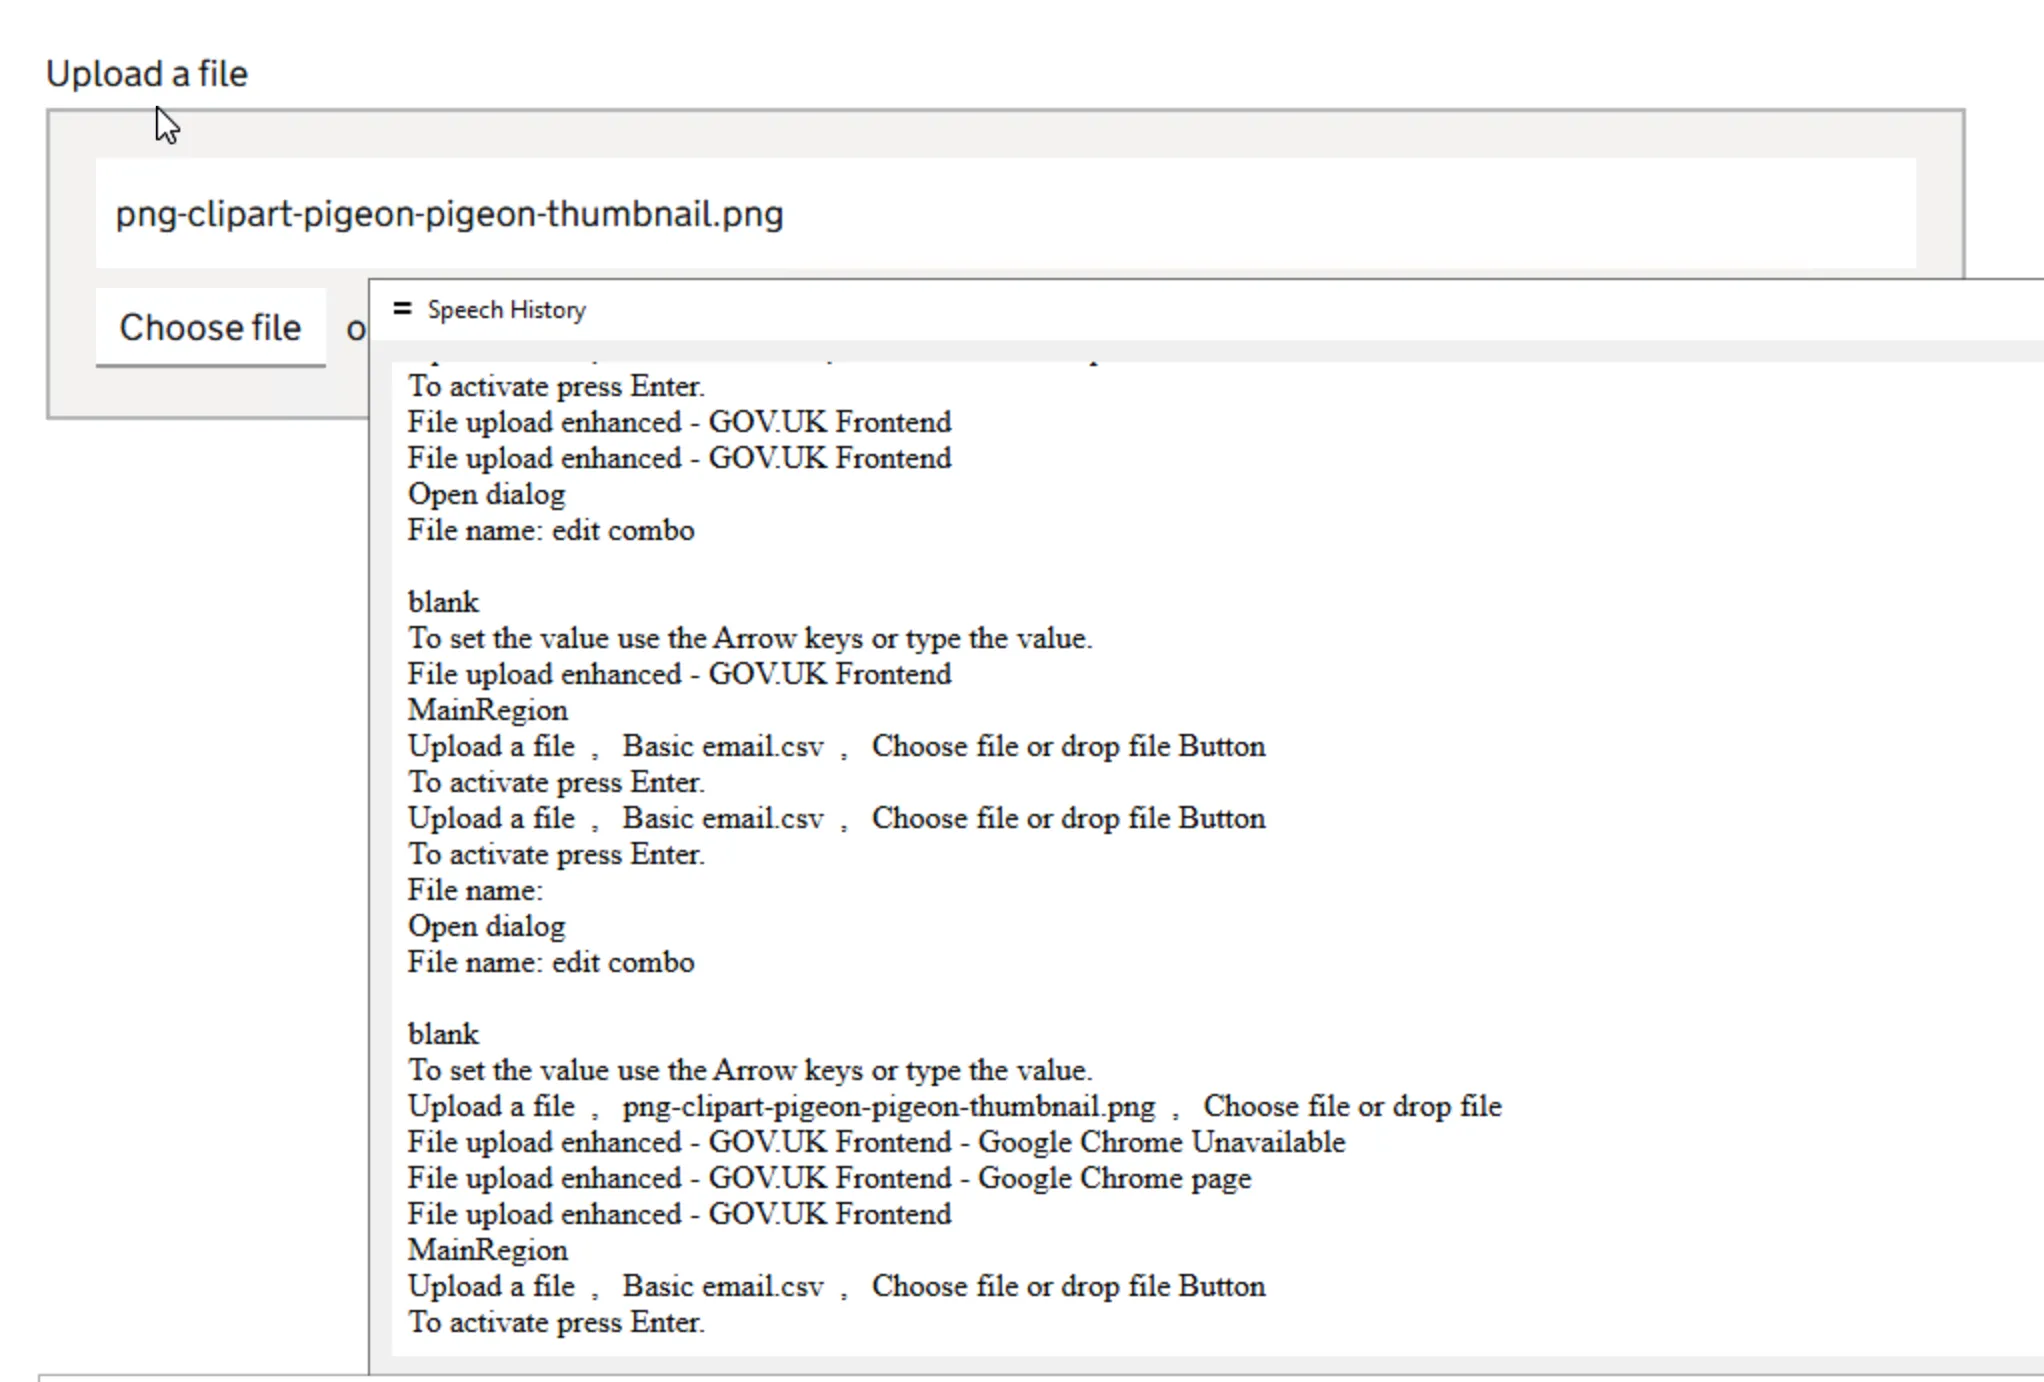 Upload a file
png-clipart-pigeon-pigeon-thumbnail.png
Choose file
Speech History
To activate press Enter.
File upload enhanced - GOV.UK Frontend
File upload enhanced - GOV.UK Frontend
Open dialog
File name: edit combo
blank
To set the value use the Arrow keys or type the value.
File upload enhanced - GOV.UK Frontend
MainRegion
Upload a file , Basic email.csv , Choose file or drop file Button
To activate press Enter.
Upload a file , Basic email.csv , Choose file or drop file Button
To activate press Enter.
File name:
Open dialog
File name: edit combo
blank
To set the value use the Arrow keys or type the value.
Upload a file , png-clipart-pigeon-pigeon-thumbnail.png , Choose file or drop file
File upload enhanced - GOV.UK Frontend - Google Chrome Unavailable
File upload enhanced - GOV.UK Frontend - Google Chrome page
File upload enhanced - GOV.UK Frontend
MainRegion
Upload a file , Basic email.csv , Choose file or drop file Button
To activate press Enter.